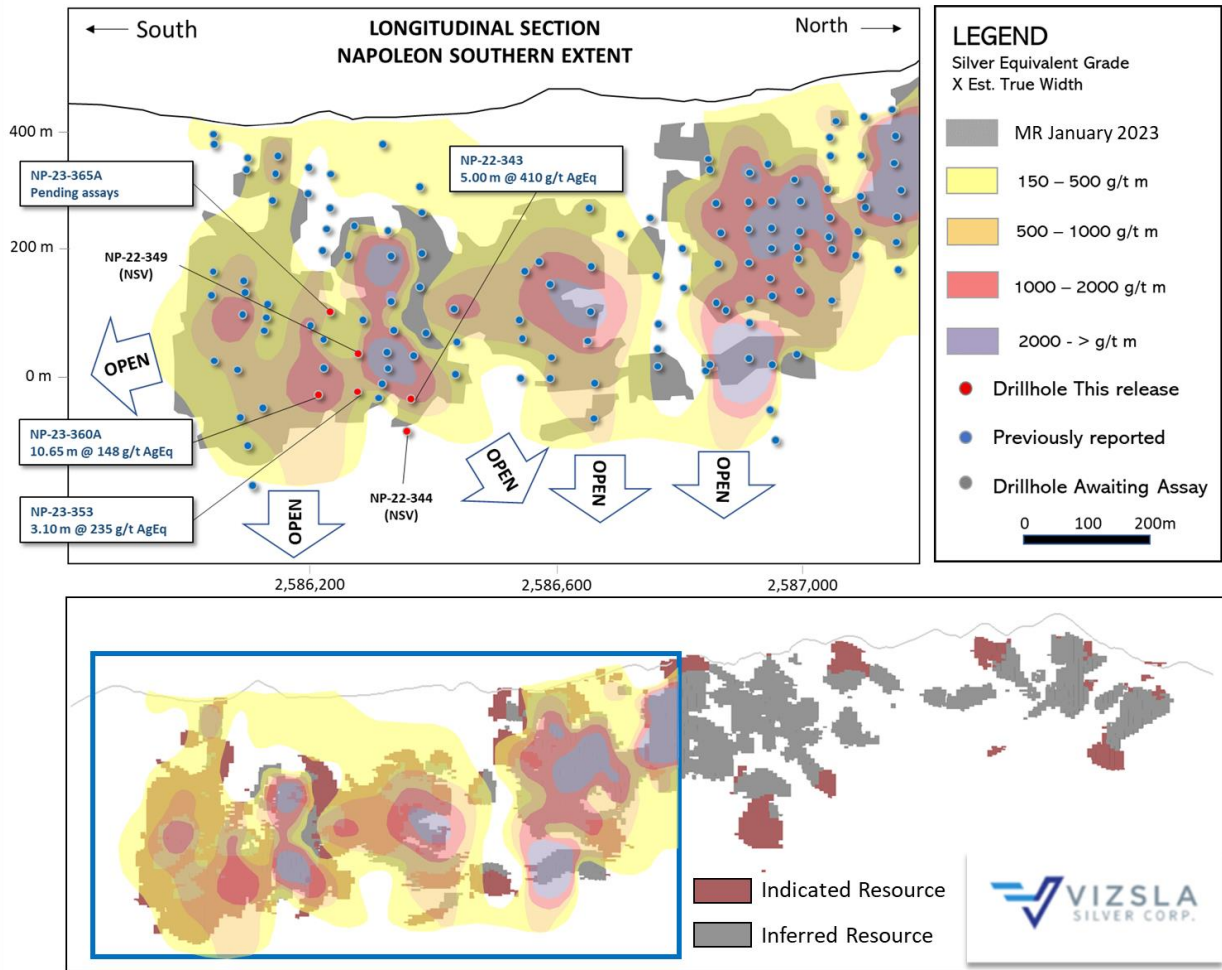 South
LONGITUDINAL SECTION
NAPOLEON SOUTHERN EXTENT
North
400 m
200 m
0 m
NP-23-365A
Pending assays
NP-22-349
(NSV)
NP-22-343
5.00 m @ 410 g/t AgEq
OPEN
NP-23-360A
10.65 m @ 148 g/t AgEq
NP-23-353
3.10 m @ 235 g/t AgEq
OPEN
NP-22-344
(NSV)
OPEN
OPEN
OPEN
2,586,200
2,586,600
2,587,000
LEGEND
Silver Equivalent Grade
X Est. True Width
MR January 2023
150 – 500 g/t m
500 – 1000 g/t m
1000 – 2000 g/t m
2000 - > g/t m
Drillhole This release
Previously reported
Drillhole Awaiting Assay
0 100 200m
Indicated Resource
Inferred Resource
VIZSLA
SILVER CORP.